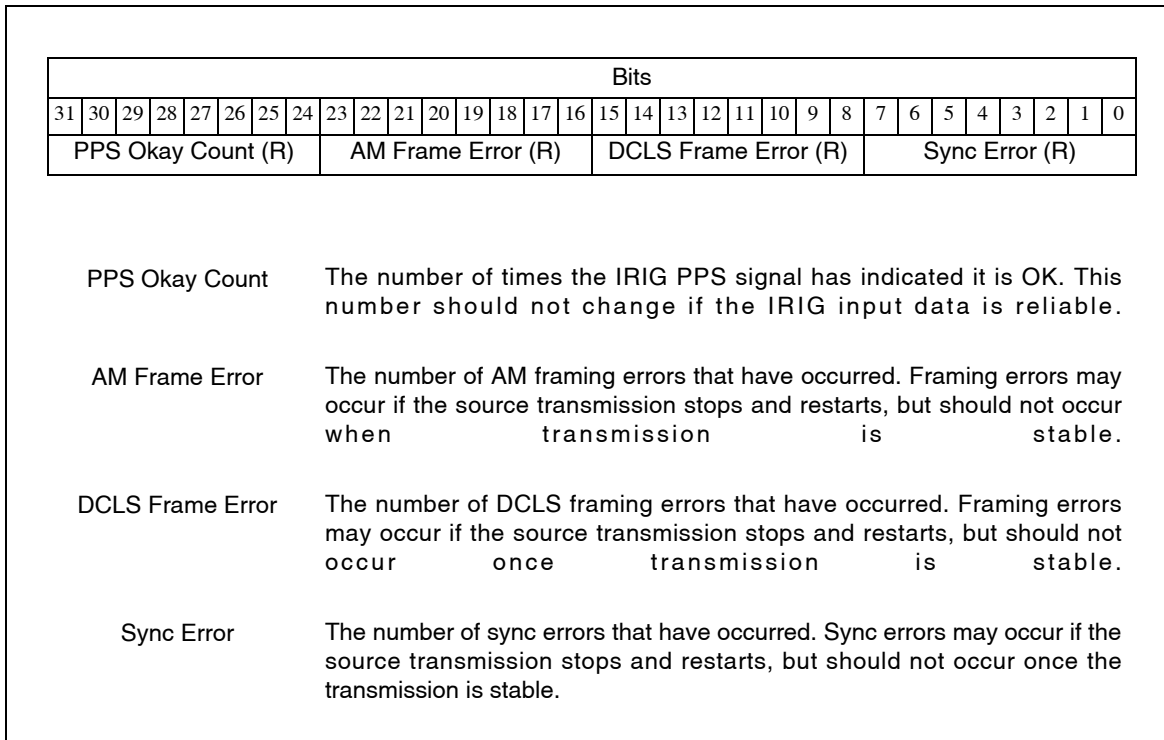 Bits
31 30 29 28 27 26 25 24 23 22 21 20 19 18 17 16 15 14 13 12 11 10 9 8 7 6 5 4 3 2 1 0
PPS Okay Count (R) AM Frame Error (R) DCLS Frame Error (R) Sync Error (R)
PPS Okay Count The number of times the IRIG PPS signal has indicated it is OK. This
number should not change if the IRIG input data is reliable.
AM Frame Error The number of AM framing errors that have occurred. Framing errors may
occur if the source transmission stops and restarts, but should not occur
when transmission is stable.
DCLS Frame Error The number of DCLS framing errors that have occurred. Framing errors
may occur if the source transmission stops and restarts, but should not
occur once transmission is stable.
Sync Error The number of sync errors that have occurred. Sync errors may occur if the
source transmission stops and restarts, but should not occur once the
transmission is stable.